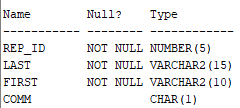 Name Null? Type
----------- -------- ------------
REP_ID NOT NULL NUMBER(5)
LAST NOT NULL VARCHAR2(15)
FIRST NOT NULL VARCHAR2(10)
COMM CHAR(1)